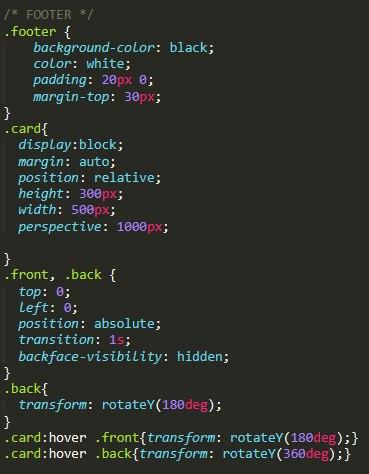 /* FOOTER */
.footer {
    background-color: black;
    color: white;
    padding: 20px 0;
    margin-top: 30px;
}
.card{
  display:block;
  margin: auto;
  position: relative;
  height: 300px;
  width: 500px;
  perspective: 1000px;

}
.front, .back {
  top: 0;
  left: 0;
  position: absolute;
  transition: 1s;
  backface-visibility: hidden;
}
.back{
  transform: rotateY(180deg);
}
.card:hover .front{transform: rotateY(180deg);}
.card:hover .back{transform: rotateY(360deg);}